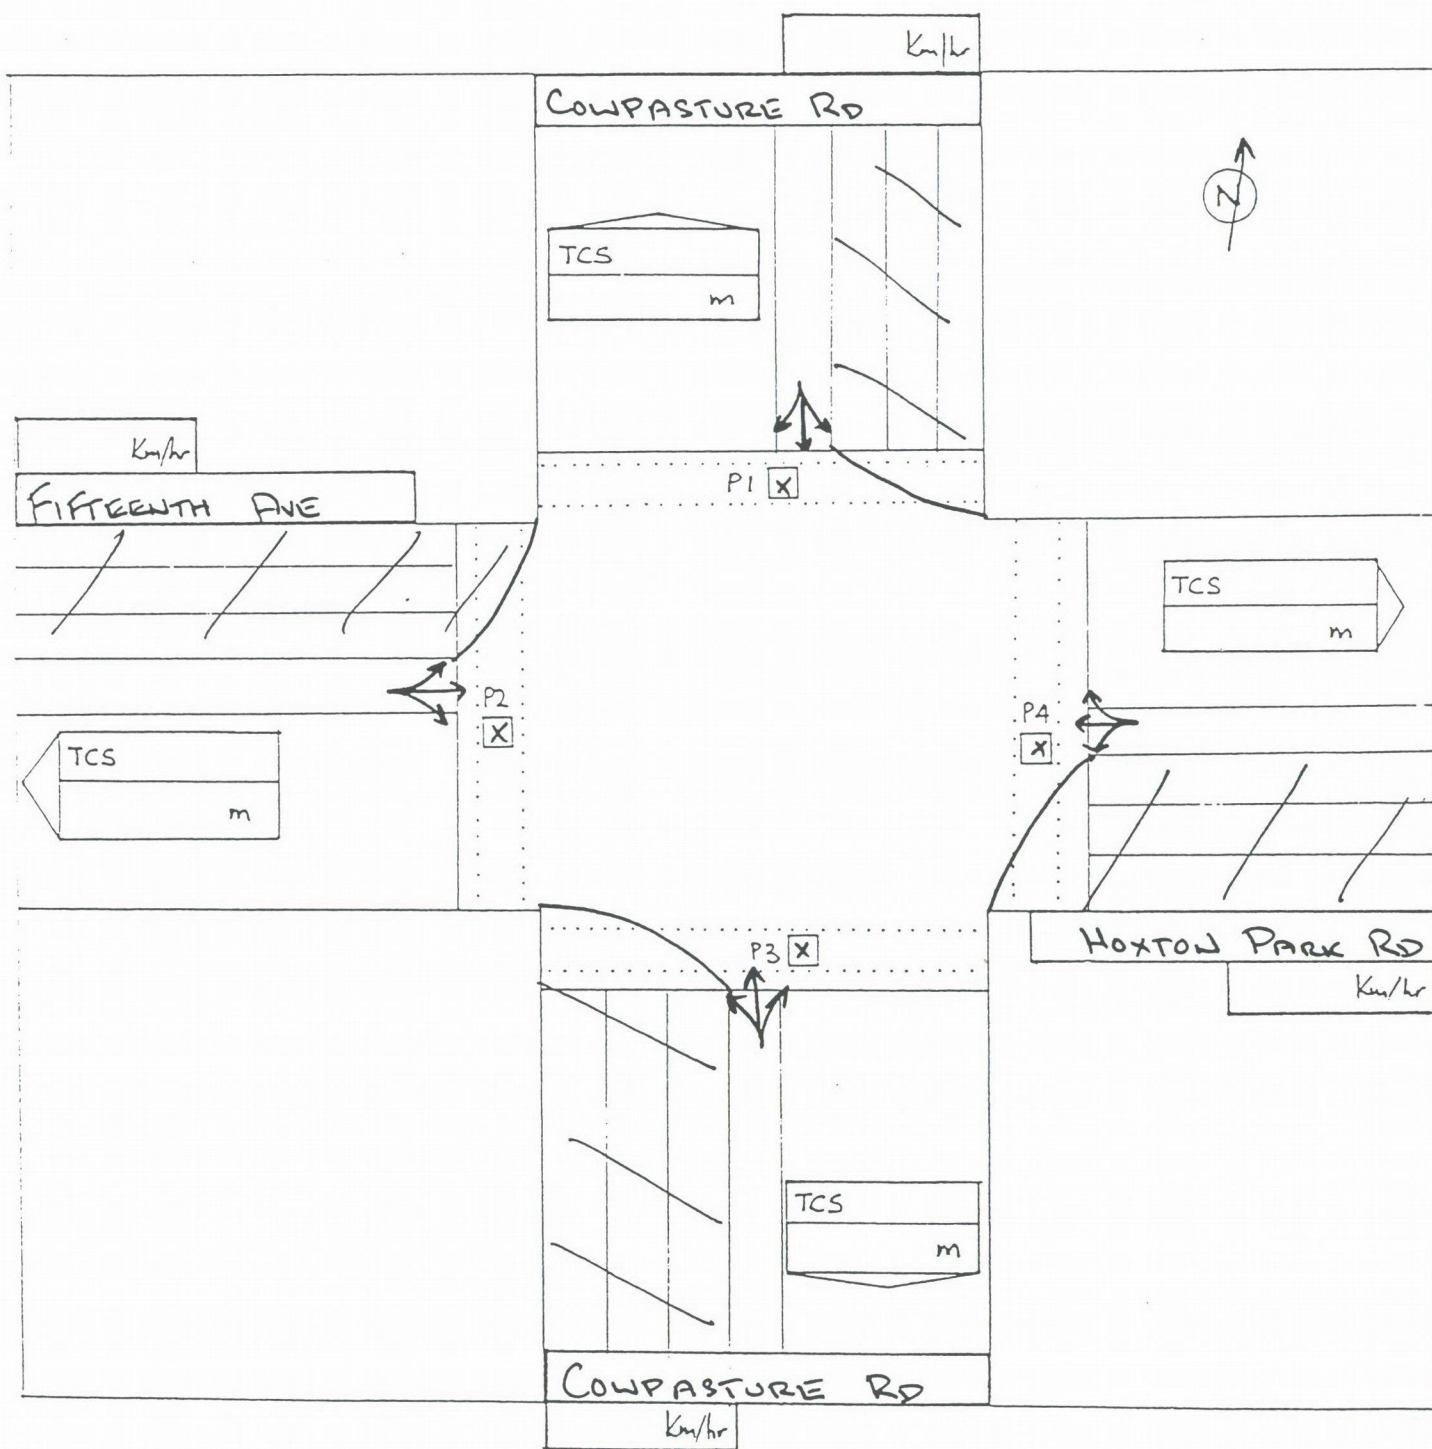 Km/hr
COWPASTURE RD
N
TCS
m
Km/hr
FIFTEENTH AVE
P1 X
TCS
m
P2
X
P4
X
TCS
m
P3 X
HOXTON PARK RD
Km/hr
TCS
m
COWPASTURE RD
Km/hr